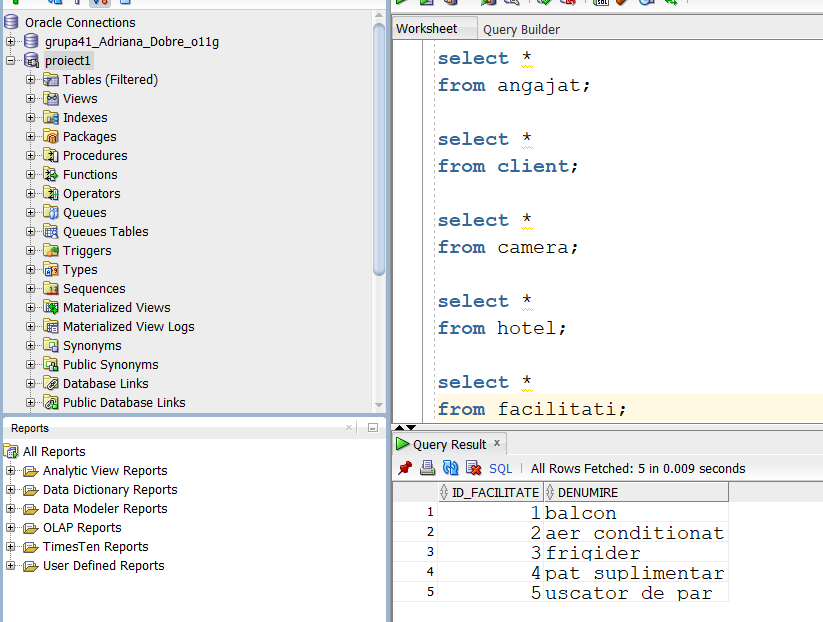 Oracle Connections
grupa41_Adriana_Dobre_o11g
proiect1
Tables (Filtered)
Views
Indexes
Packages
Procedures
Functions
Operators
Queues
Queues Tables
Triggers
Types
Sequences
Materialized Views
Materialized View Logs
Synonyms
Public Synonyms
Database Links
Public Database Links
Reports
All Reports
Analytic View Reports
Data Dictionary Reports
Data Modeler Reports
OLAP Reports
TimesTen Reports
User Defined Reports
Worksheet Query Builder
select *
from angajat;
select *
from client;
select *
from camera;
select *
from hotel;
select *
from facilitati;
Query Result x
SQL | All Rows Fetched: 5 in 0.009 seconds
ID_FACILITATE DENUMIRE
1 1 balcon
2 2 aer conditionat
3 3 frigider
4 4 pat suplimentar
5 5 uscator de par